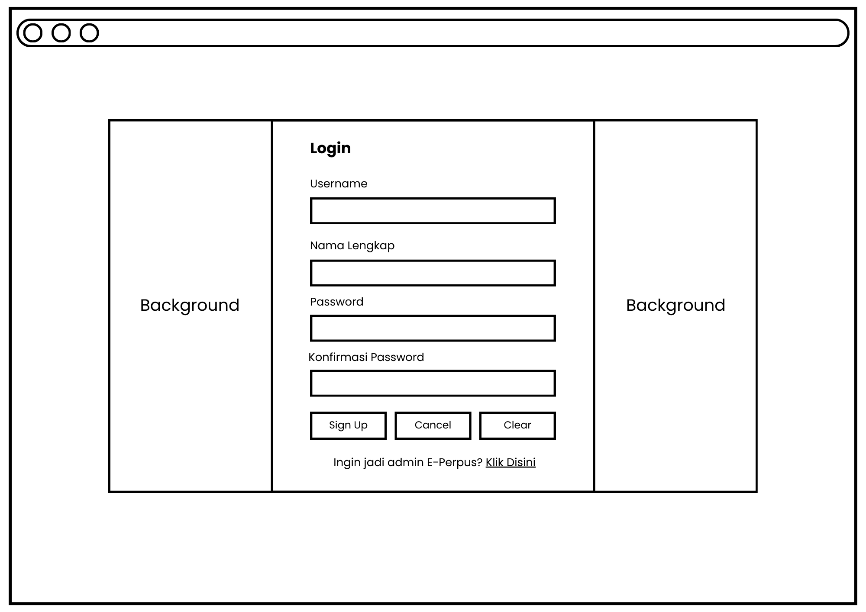 Login
Username
Nama Lengkap
Password
Konfirmasi Password
Background
Background
Sign Up
Cancel
Clear
Ingin jadi admin E-Perpus? Klik Disini